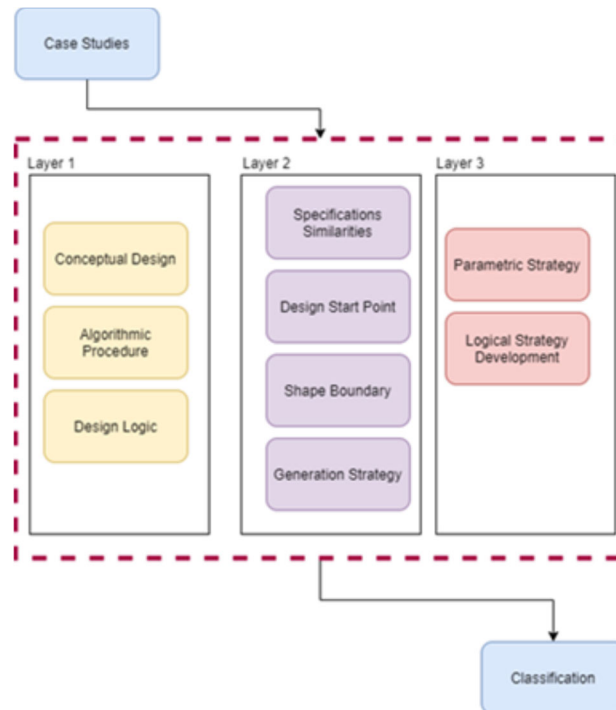 Case Studies
Layer 1
Layer 2
Layer 3
Conceptual Design
Algorithmic
Procedure
Design Logic
Specifications
Similarities
Design Start Point
Shape Boundary
Generation Strategy
Parametric Strategy
Logical Strategy
Development
Classification